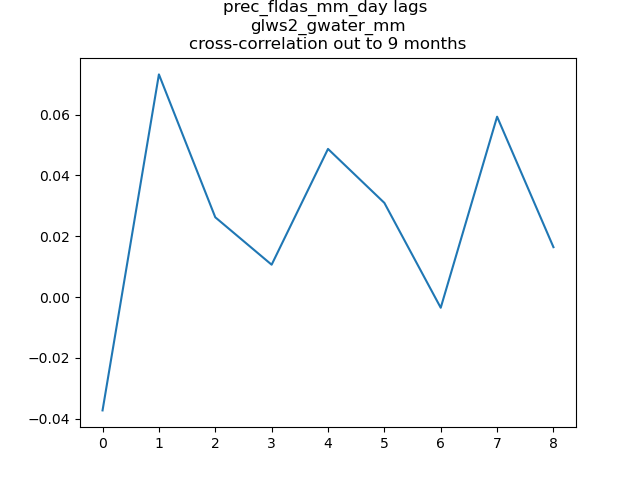 prec_fldas_mm_day lags
glws2_gwater_mm
cross-correlation out to 9 months
0.06
0.04
0.02
0.00
−0.02
−0.04
0 1 2 3 4 5 6 7 8